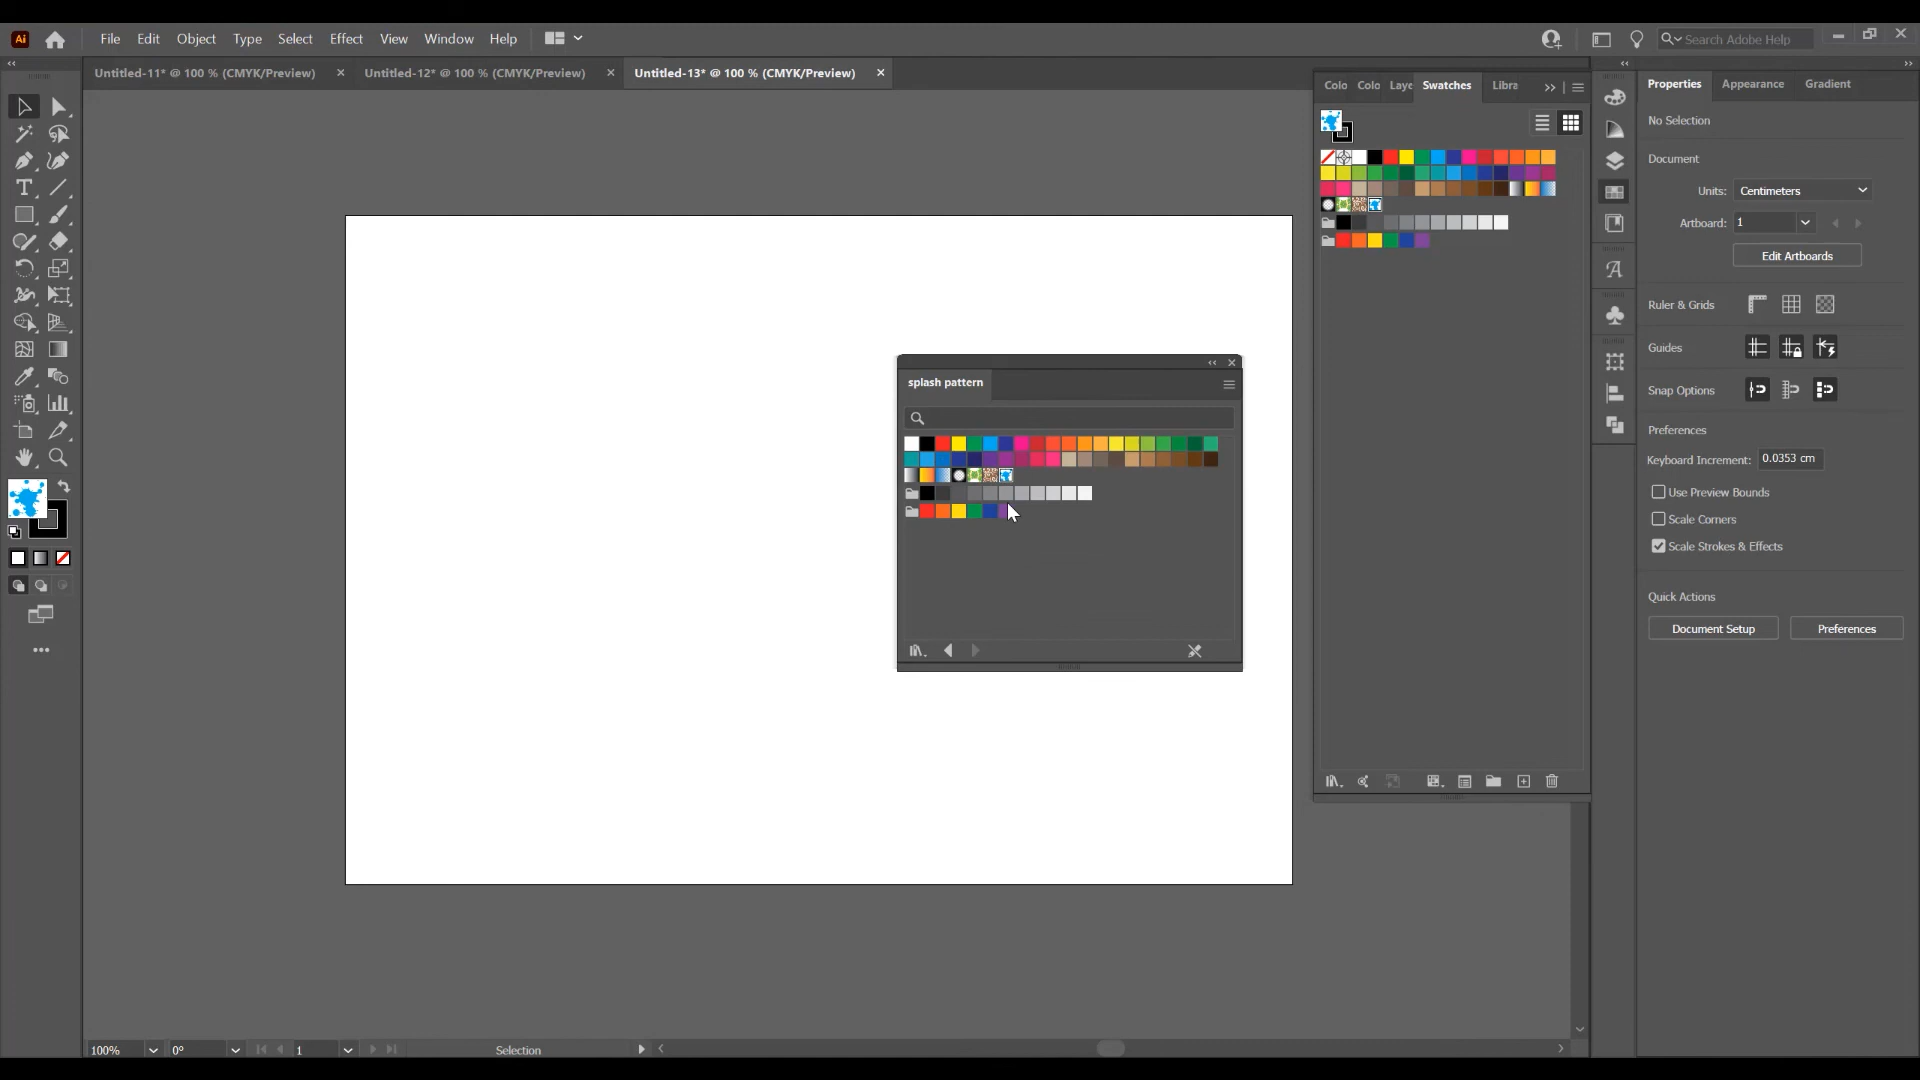 Ai
File Edit Object Type Select Effect View Window Help
Search Adobe Help
Untitled-11* @ 100 % (CMYK/Preview)
Untitled-12* @ 100 % (CMYK/Preview)
Untitled-13* @ 100 % (CMYK/Preview)
Colo Colo Laye Swatches Libra
Properties Appearance Gradient
No Selection
Document
Units: Centimeters
Artboard: 1
Edit Artboards
Ruler & Grids
Guides
Snap Options
Preferences
Keyboard Increment: 0.0353 cm
Use Preview Bounds
Scale Corners
Scale Strokes & Effects
Quick Actions
Document Setup Preferences
splash pattern
100% 0° 1 Selection